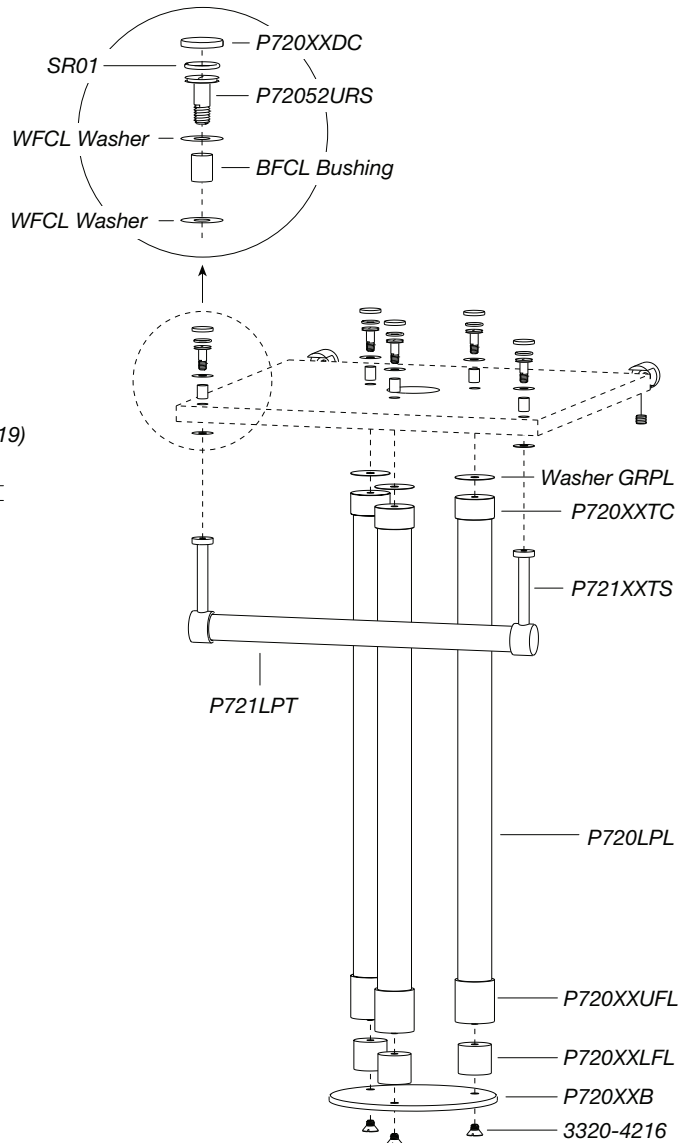 P720XXDC
SR01
P72052URS
WFCL Washer
BFCL Bushing
WFCL Washer
19)
Washer GRPL
P720XXTC
P721XXTS
P721LPT
P720LPL
P720XXUFL
P720XXLFL
P720XXB
3320-4216